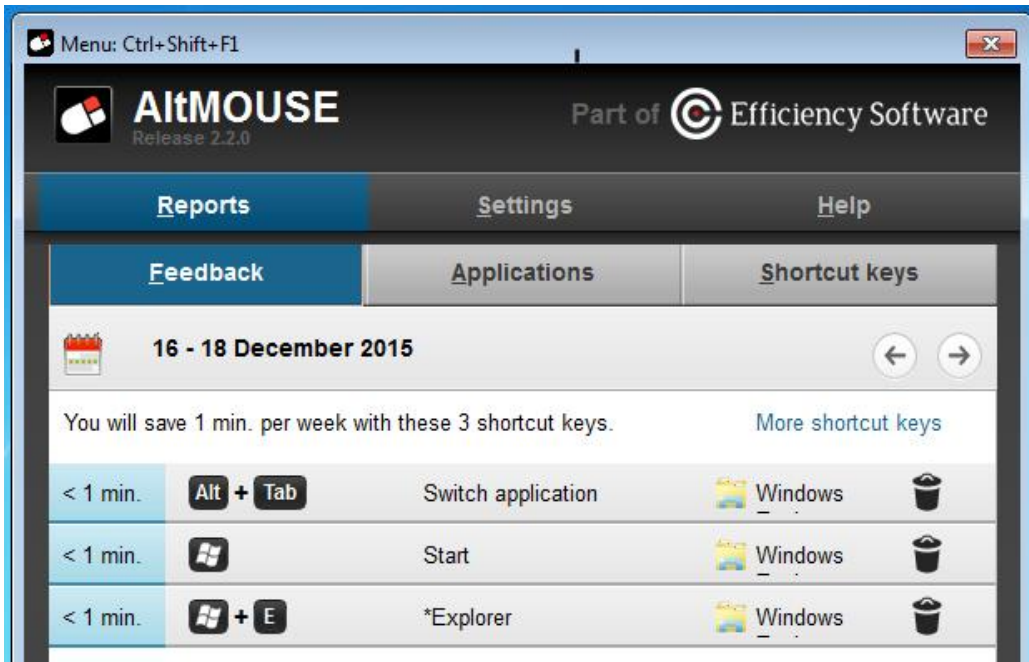 Menu: Ctrl+Shift+F1
AltMOUSE
Release 2.2.0
Part of Efficiency Software
Reports Settings Help
Feedback Applications Shortcut keys
16 - 18 December 2015
You will save 1 min. per week with these 3 shortcut keys. More shortcut keys
< 1 min. Alt + Tab Switch application Windows
< 1 min. Start Windows
< 1 min. + E *Explorer Windows